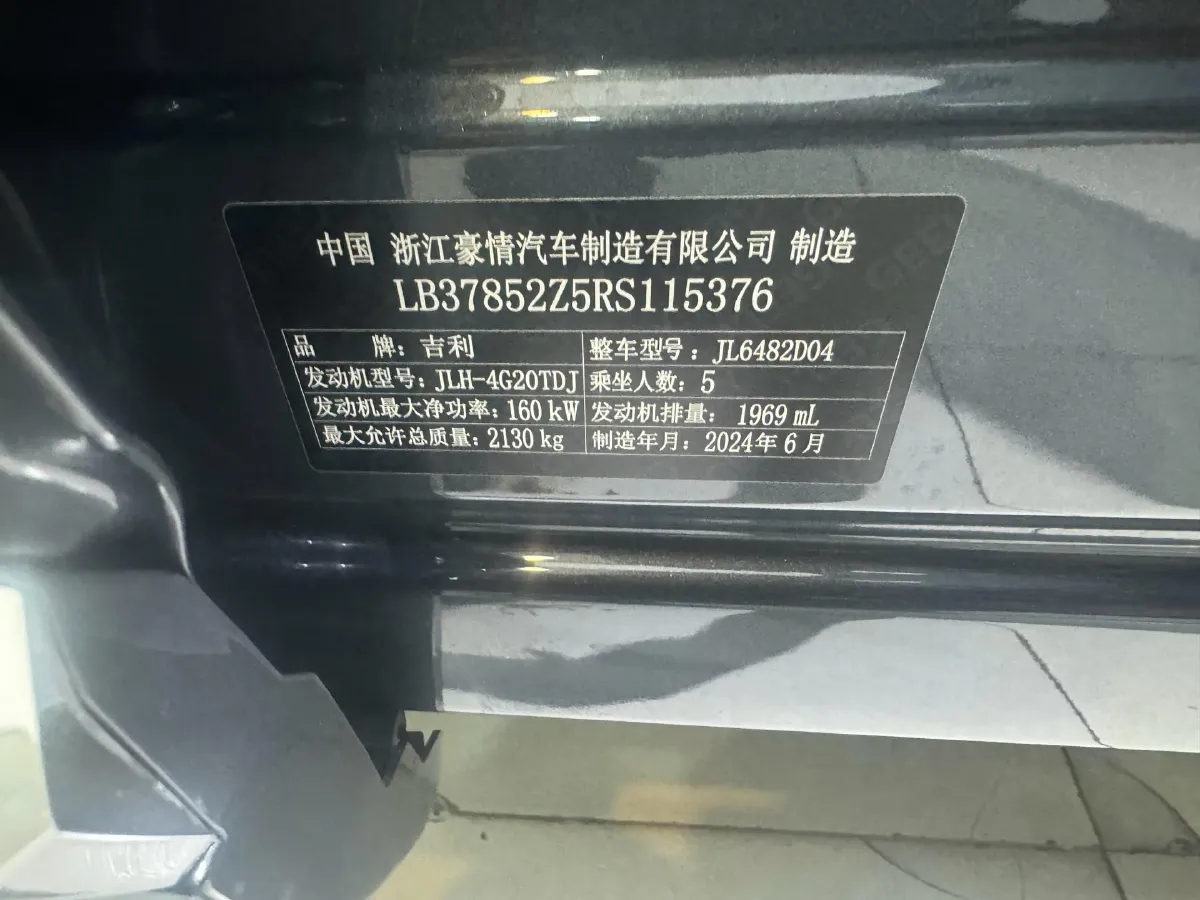 中国 浙江豪情汽车制造有限公司 制造
LB37852Z5RS115376
品 牌：吉利 整车型号：JL6482D04
发动机型号：JLH-4G20TDJ 乘坐人数：5
发动机最大净功率：160 kW 发动机排量：1969 mL
最大允许总质量：2130 kg 制造年月：2024年6月